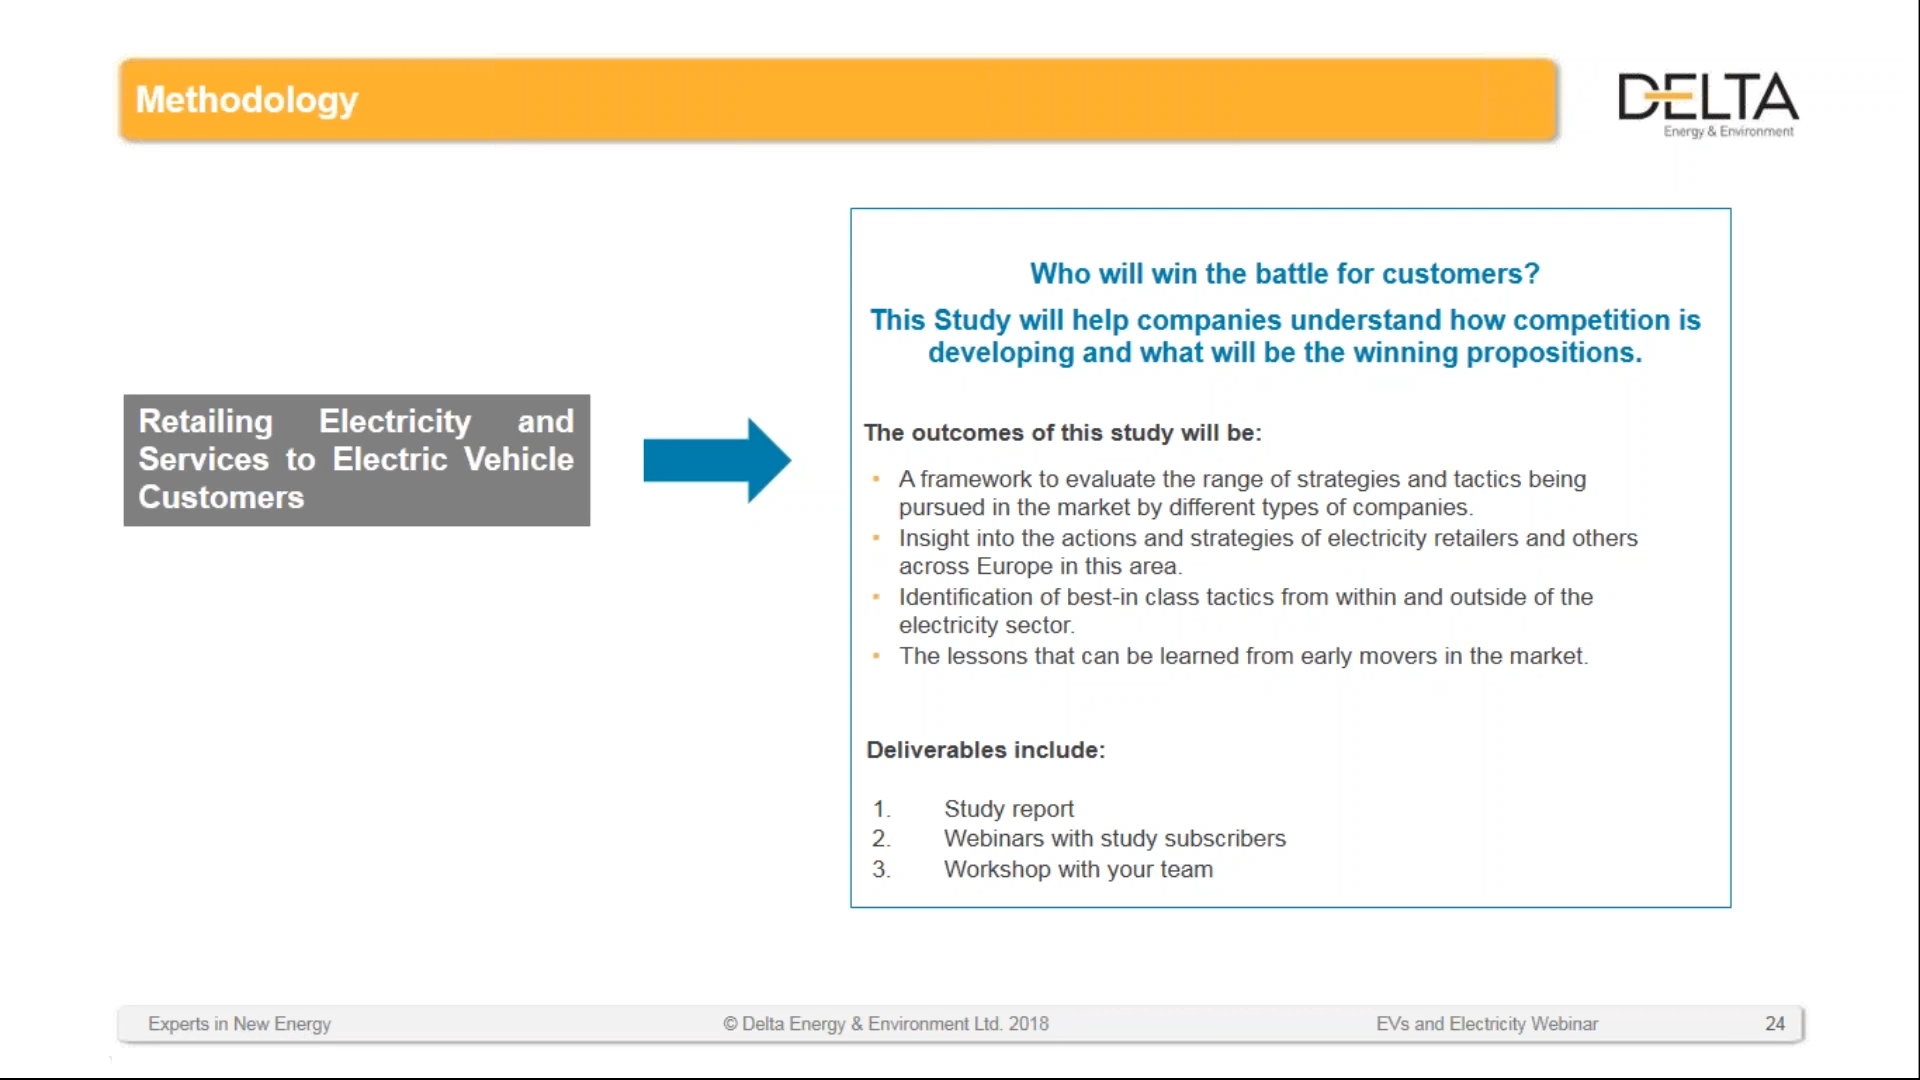 Methodology
DELTA
Energy & Environment
Retailing Electricity and
Services to Electric Vehicle
Customers
Who will win the battle for customers?
This Study will help companies understand how competition is
developing and what will be the winning propositions.
The outcomes of this study will be:
▪ A framework to evaluate the range of strategies and tactics being
pursued in the market by different types of companies.
▪ Insight into the actions and strategies of electricity retailers and others
across Europe in this area.
▪ Identification of best-in class tactics from within and outside of the
electricity sector.
▪ The lessons that can be learned from early movers in the market.
Deliverables include:
1. Study report
2. Webinars with study subscribers
3. Workshop with your team
Experts in New Energy
© Delta Energy & Environment Ltd. 2018
EVs and Electricity Webinar
24